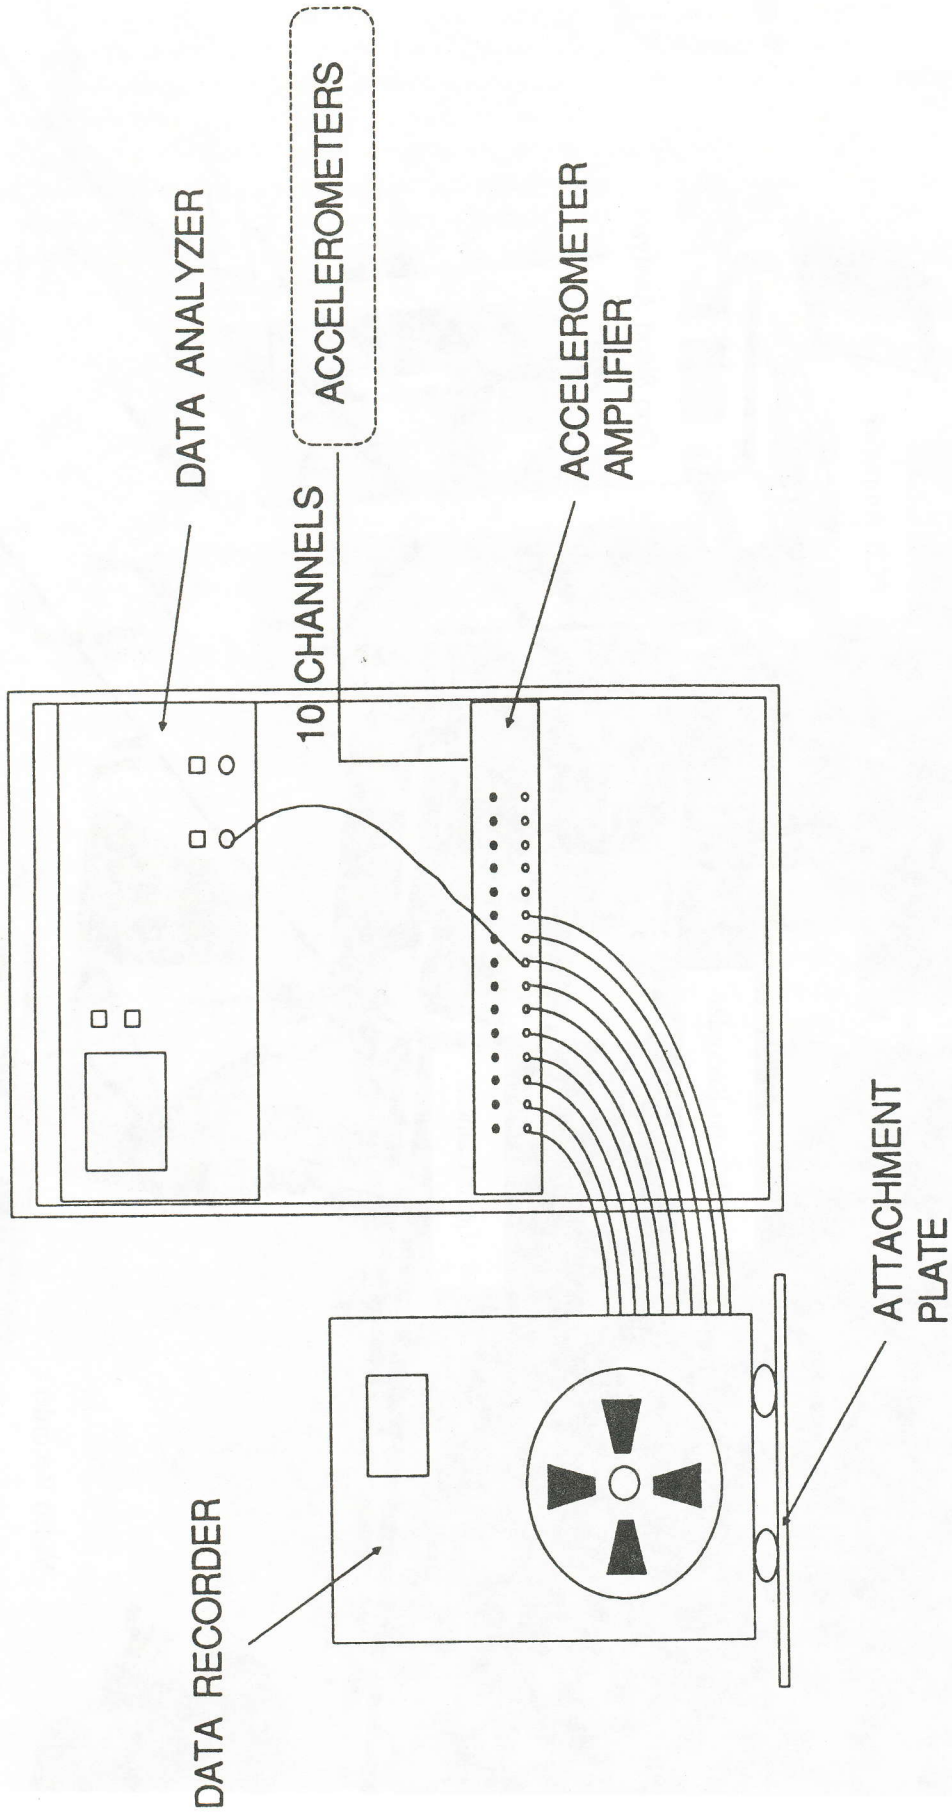 DATA ANALYZER
ACCELEROMETERS
10 CHANNELS
ACCELEROMETER
AMPLIFIER
DATA RECORDER
ATTACHMENT
PLATE